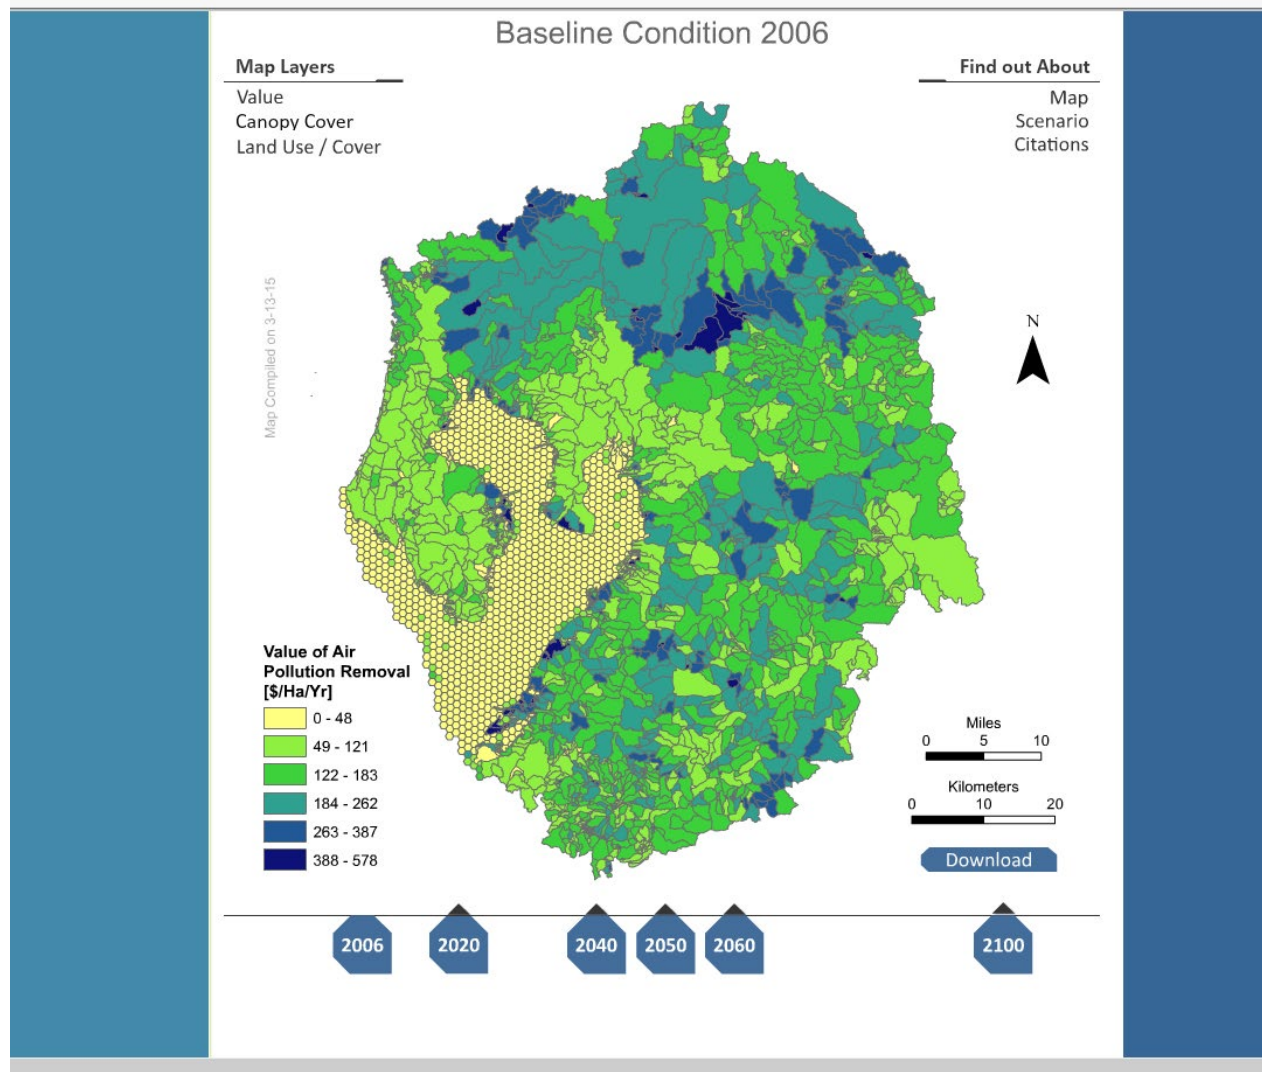 Baseline Condition 2006
Map Layers
Value
Canopy Cover
Land Use / Cover
Find out About
Map
Scenario
Citations
Map Compiled on 3-13-15
N
Value of Air
Pollution Removal
[$/Ha/Yr]
0 - 48
49 - 121
122 - 183
184 - 262
263 - 387
388 - 578
Miles
0 5 10
Kilometers
0 10 20
Download
2006 2020 2040 2050 2060 2100